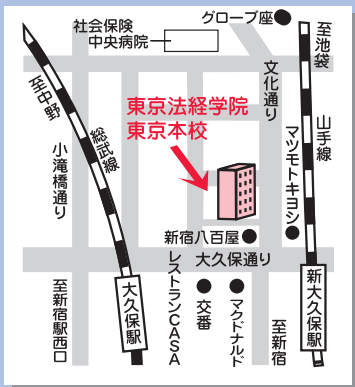 グローブ座
社会保険
中央病院
至池袋
文化通り
山手線
至中野
総武線
小滝橋通り
東京法経学院
東京本校
マツモトキヨシ
新宿八百屋
大久保通り
レストランCASA
大久保駅
交番
マクドナルド
新大久保駅
至新宿駅西口
至新宿